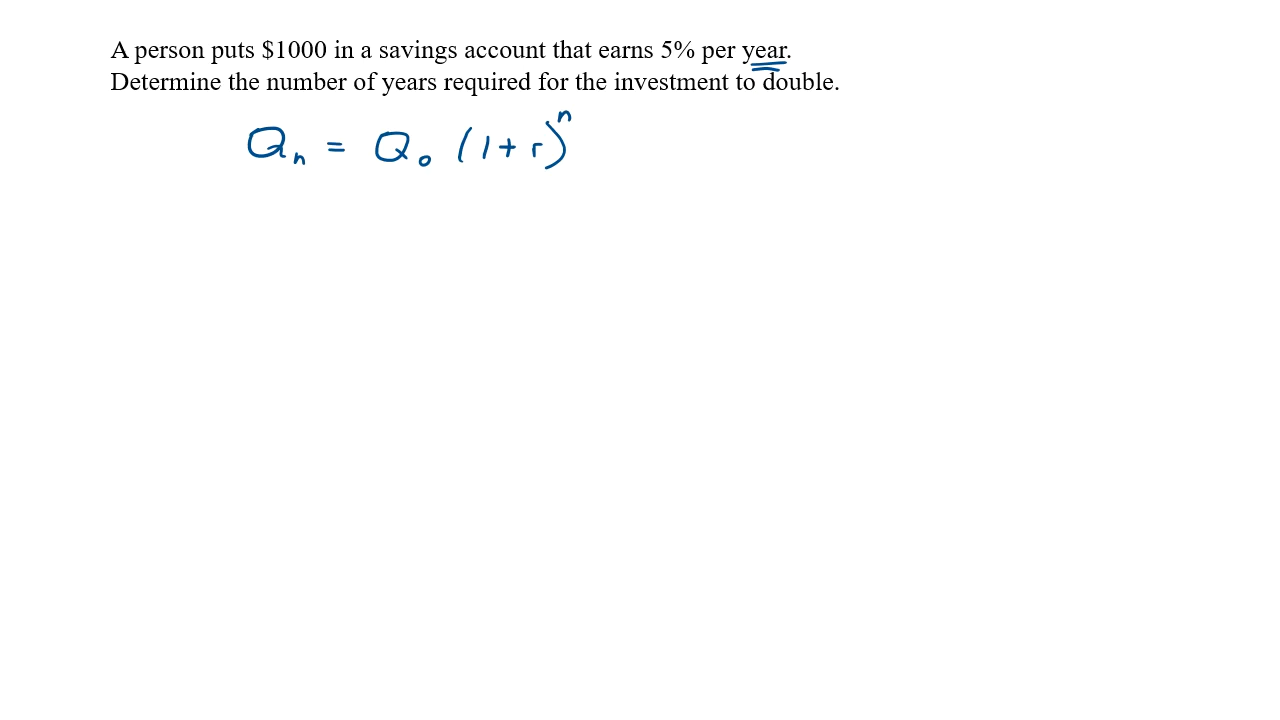 A person puts $1000 in a savings account that earns 5% per year.
Determine the number of years required for the investment to double.
Qₙ = Q₀ (1+r)ⁿ